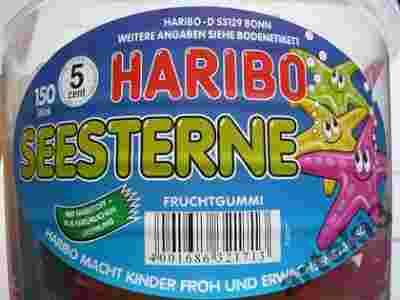 HARIBO-D 53129 BONN
WEITERE ANGABEN SIEHE BODENETIKETT
150
5
cent
HARIBO
SEESTERNE
FRUCHTGUMMI
4001686321713
HARIBO MACHT KINDER FROH UND